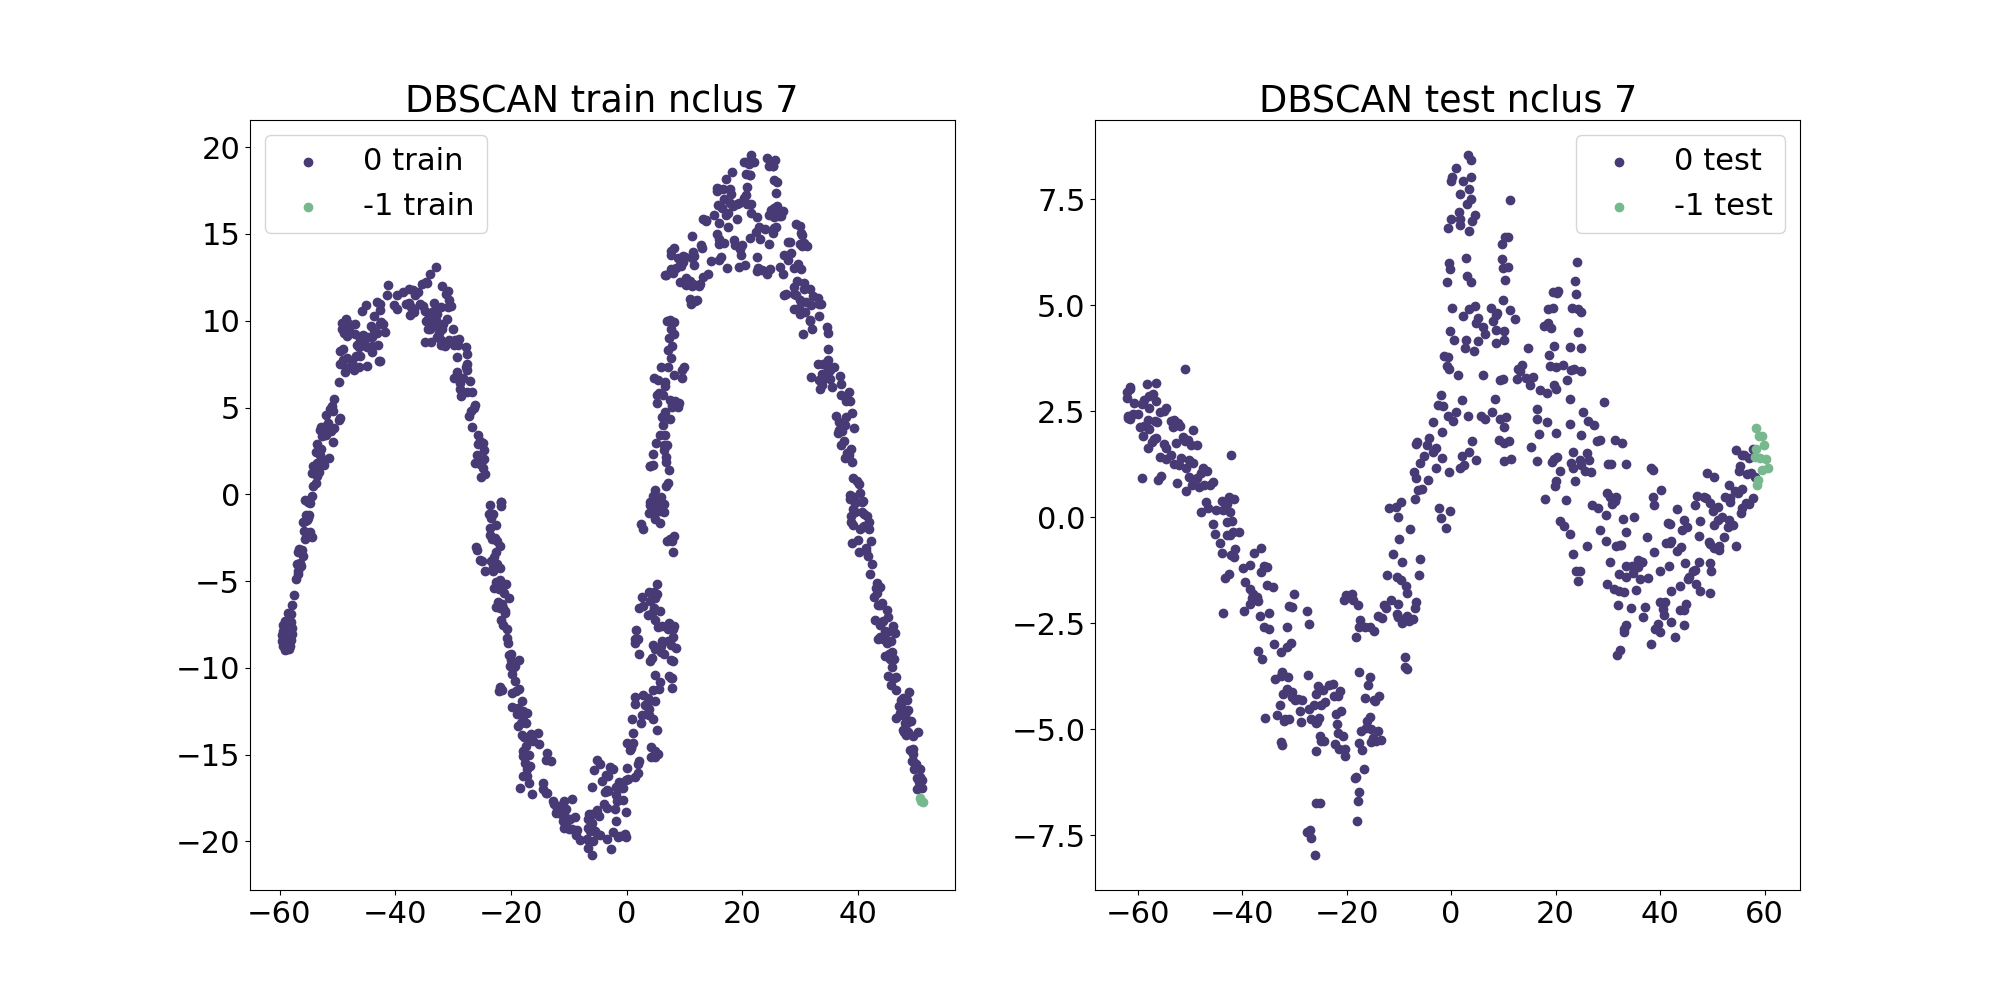 DBSCAN train nclus 7
0 train
-1 train
20
15
10
5
0
−5
−10
−15
−20
−60 −40 −20 0 20 40
DBSCAN test nclus 7
0 test
-1 test
7.5
5.0
2.5
0.0
−2.5
−5.0
−7.5
−60 −40 −20 0 20 40 60